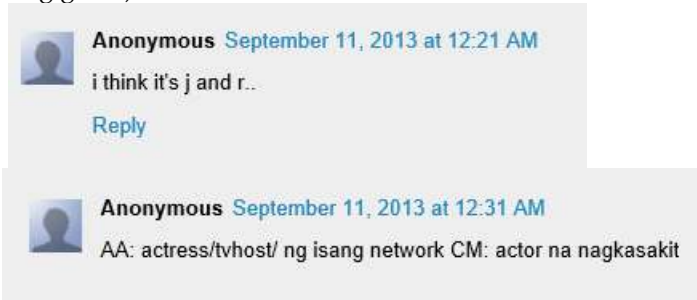 Anonymous September 11, 2013 at 12:21 AM
i think it's j and r..
Reply
Anonymous September 11, 2013 at 12:31 AM
AA: actress/tvhost/ ng isang network CM: actor na nagkasakit